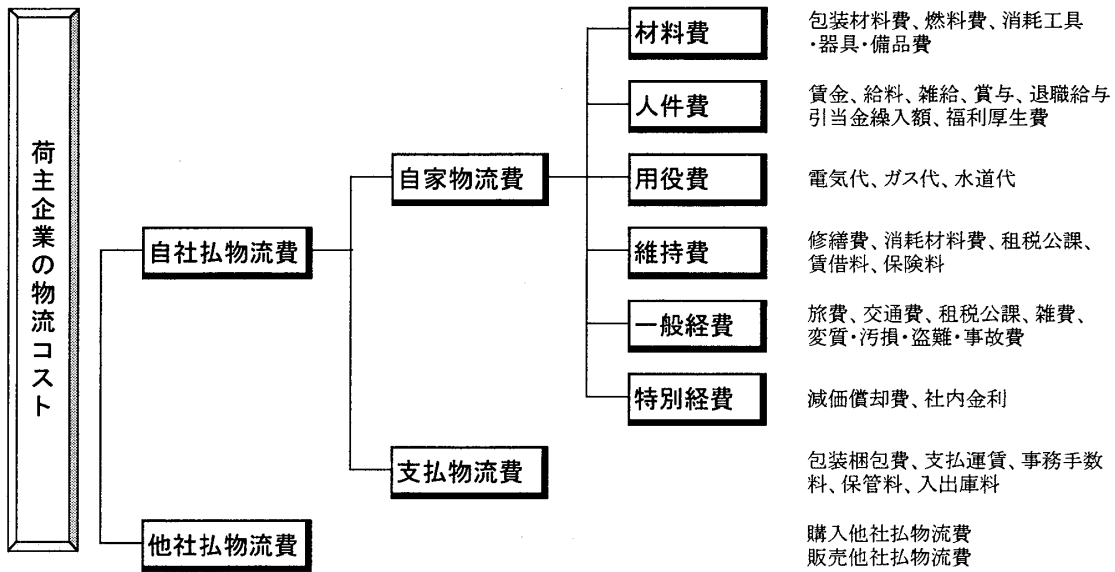 荷主企業の物流コスト
自社払物流費
自家物流費
材料費
包装材料費、燃料費、消耗工具
・器具・備品費
人件費
賃金、給料、雑給、賞与、退職給与
引当金繰入額、福利厚生費
用役費
電気代、ガス代、水道代
維持費
修繕費、消耗材料費、租税公課、
賃借料、保険料
一般経費
旅費、交通費、租税公課、雑費、
変質・汚損・盗難・事故費
特別経費
減価償却費、社内金利
支払物流費
包装梱包費、支払運賃、事務手数
料、保管料、入出庫料
他社払物流費
購入他社払物流費
販売他社払物流費